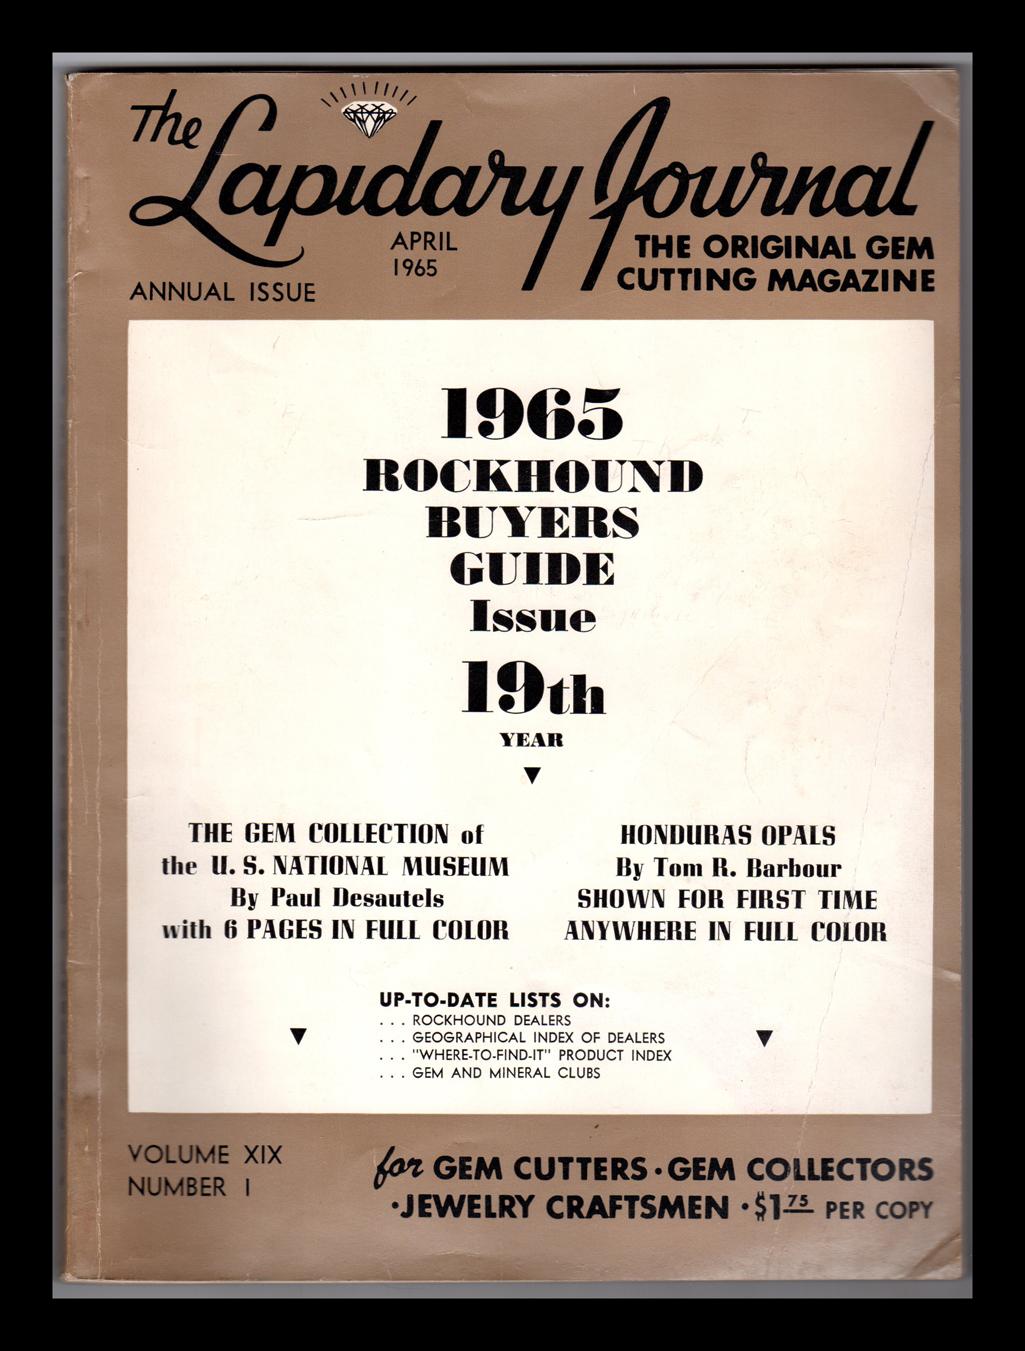 The Lapidary Journal
APRIL
1965
THE ORIGINAL GEM
CUTTING MAGAZINE
ANNUAL ISSUE
1965
ROCKHOUND
BUYERS
GUIDE
Issue
19th
YEAR
THE GEM COLLECTION of
the U. S. NATIONAL MUSEUM
By Paul Desautels
with 6 PAGES IN FULL COLOR
HONDURAS OPALS
By Tom R. Barbour
SHOWN FOR FIRST TIME
ANYWHERE IN FULL COLOR
UP-TO-DATE LISTS ON:
. . . ROCKHOUND DEALERS
. . . GEOGRAPHICAL INDEX OF DEALERS
. . . "WHERE-TO-FIND-IT" PRODUCT INDEX
. . . GEM AND MINERAL CLUBS
VOLUME XIX
NUMBER 1
for GEM CUTTERS · GEM COLLECTORS
· JEWELRY CRAFTSMEN · $1.75 PER COPY